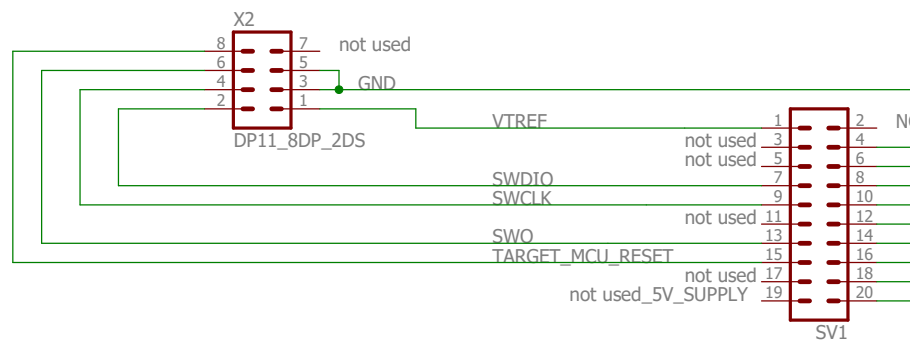 X2
8 7 not used
6 5
4 3 GND
2 1
DP11_8DP_2DS
VTREF 1 2
not used 3 4
not used 5 6
SWDIO 7 8
SWCLK 9 10
not used 11 12
SWO 13 14
TARGET_MCU_RESET 15 16
not used 17 18
not used_5V_SUPPLY 19 20
SV1